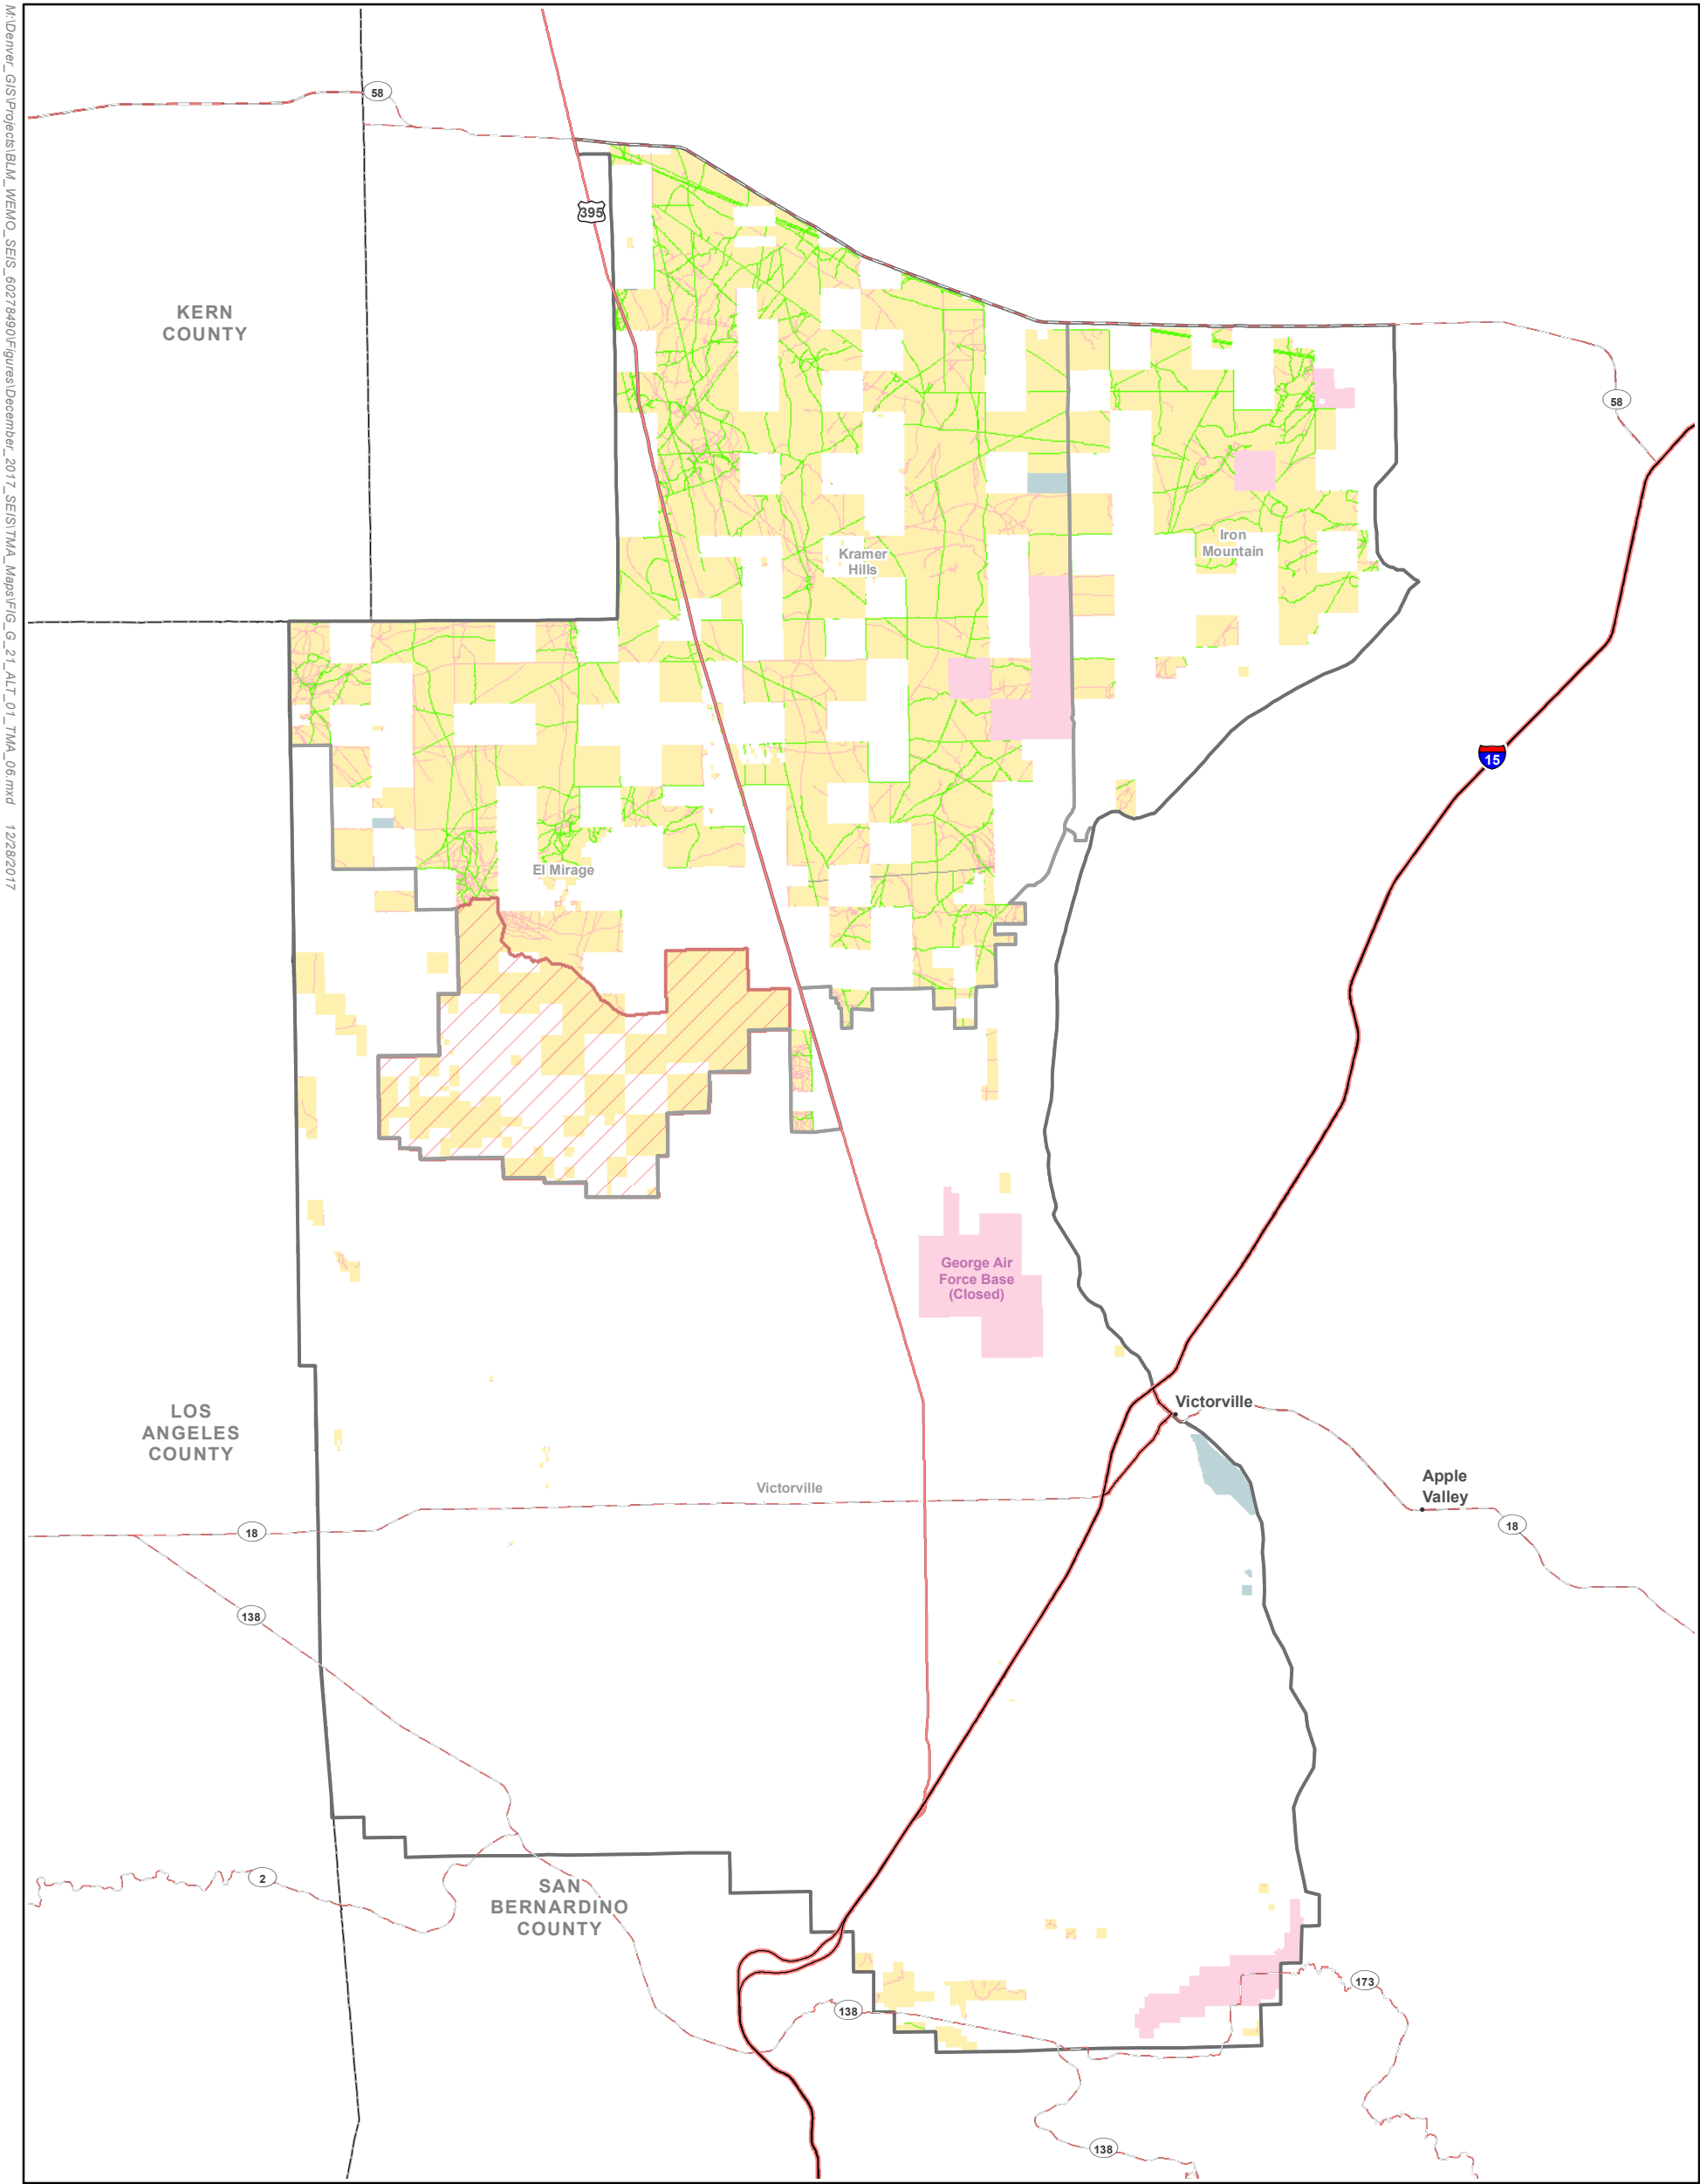 M:\Denver_GIS\Projects\BLM_WEMO_SEIS_60278490\Figures\December_2017_SEIS\TMA_Maps\FIG_G_21_ALT_01_TMA_06.mxd 12/28/2017
58
395
KERN
COUNTY
58
Iron
Mountain
Kramer
Hills
15
El Mirage
George Air
Force Base
(Closed)
Victorville
LOS
ANGELES
COUNTY
Apple
Valley
Victorville
18
18
138
2
SAN
BERNARDINO
COUNTY
173
138
138